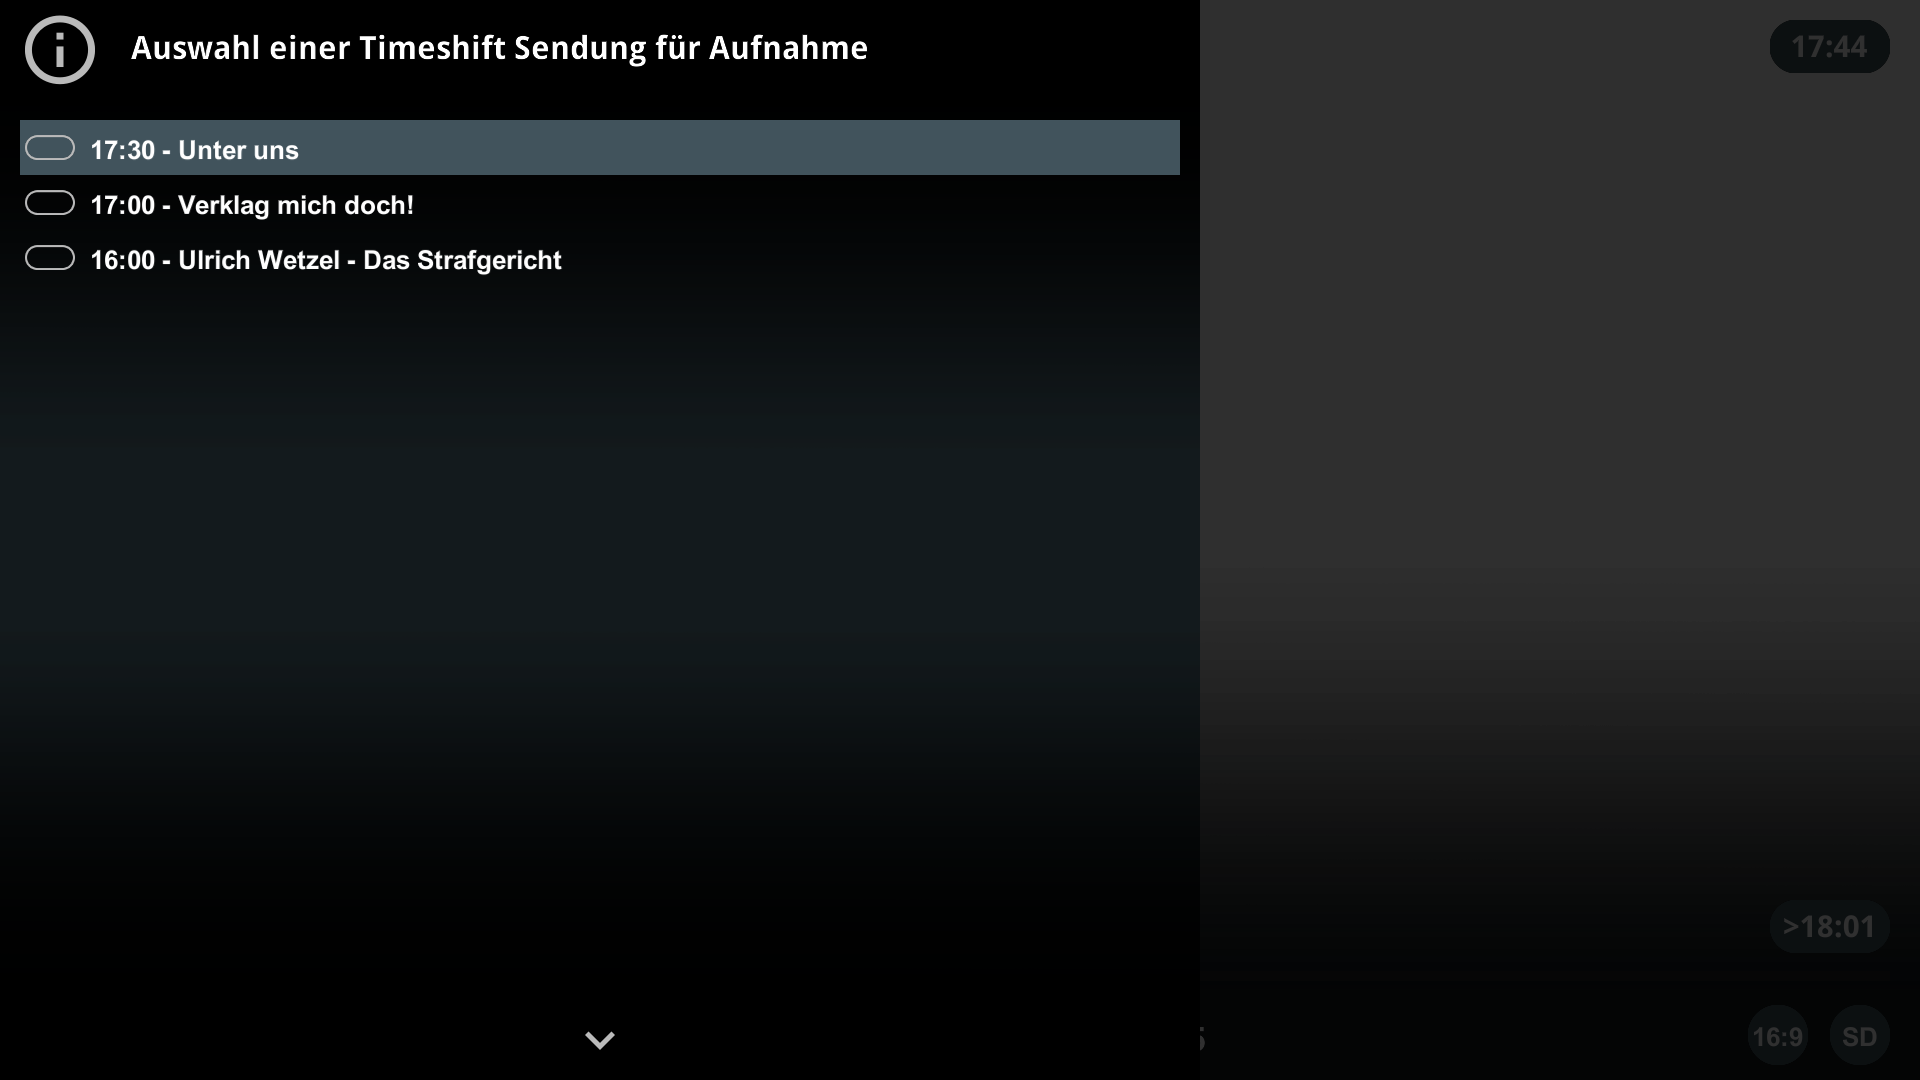 Auswahl einer Timeshift Sendung für Aufnahme
17:44
17:30 - Unter uns
17:00 - Verklag mich doch!
16:00 - Ulrich Wetzel - Das Strafgericht
>18:01
16:9
SD